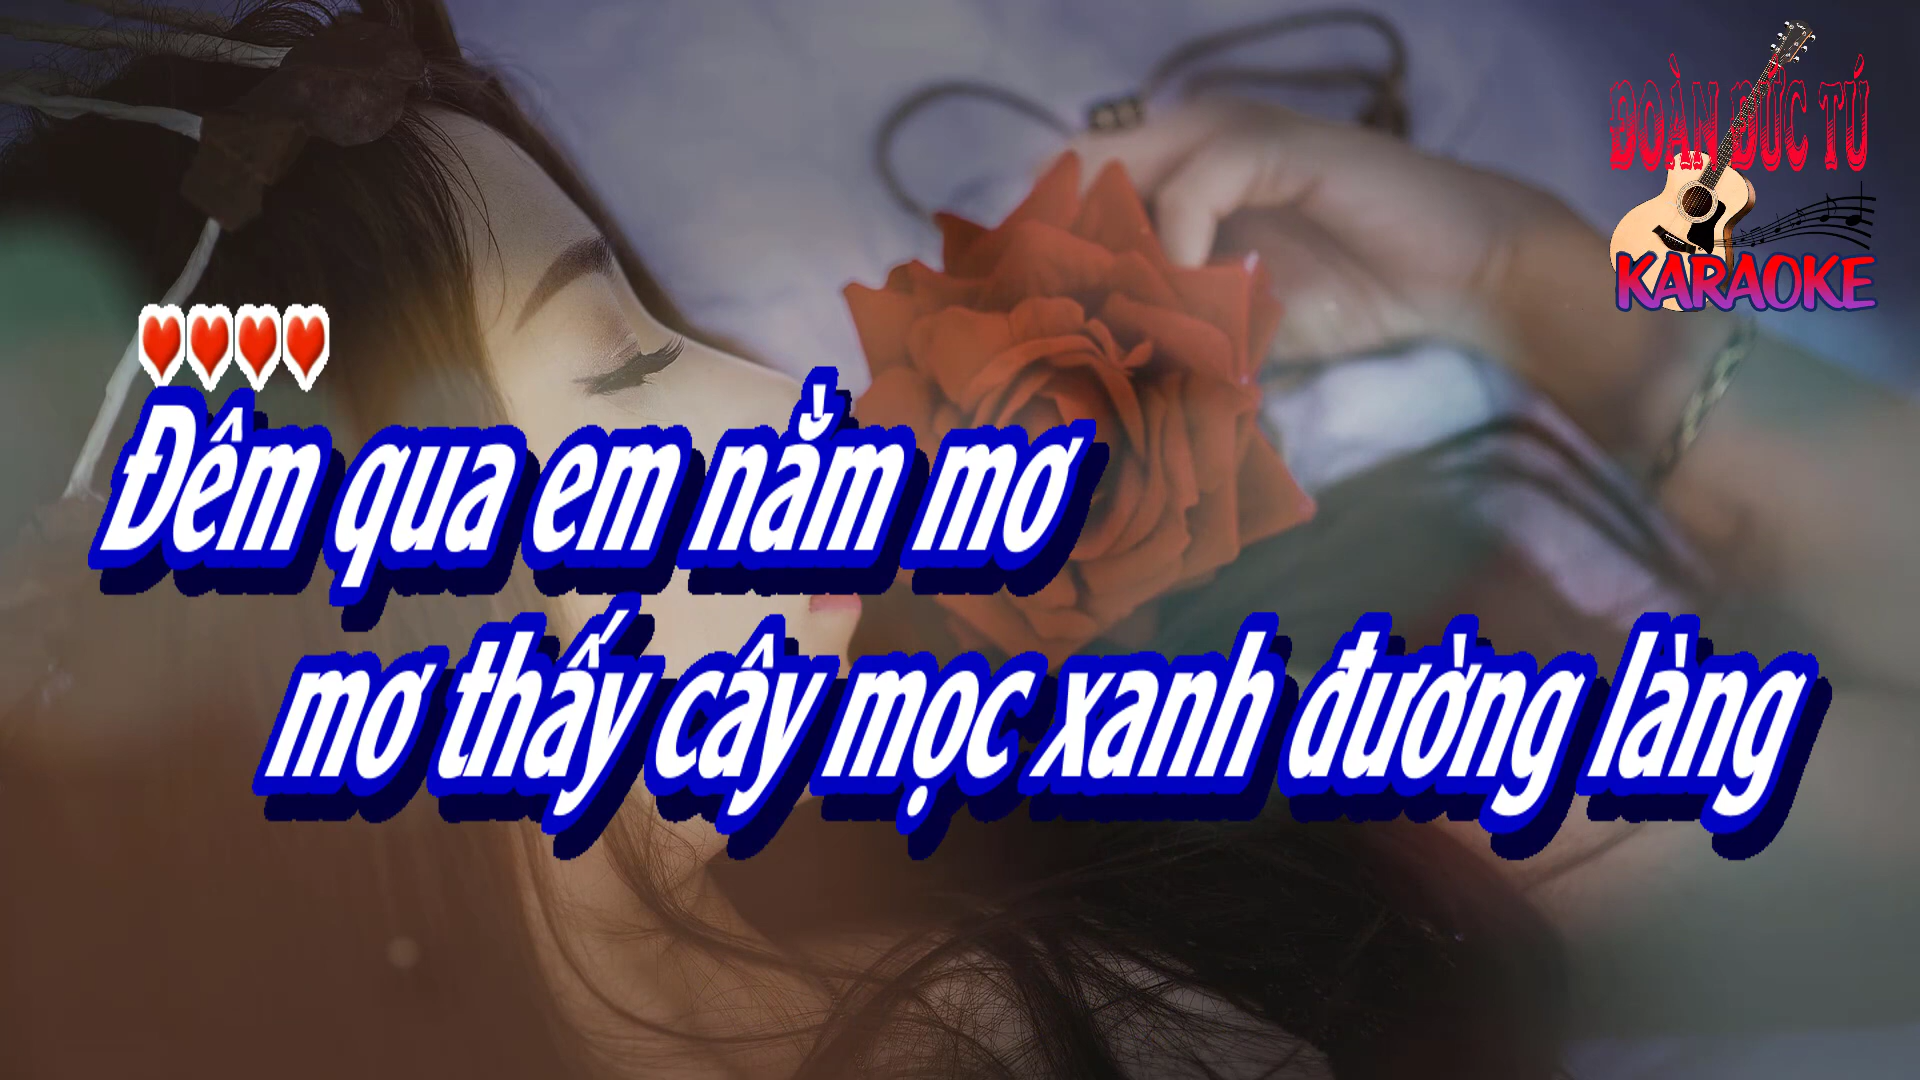 ĐOÀN ĐỨC TÚ
KARAOKE
Đêm qua em nằm mơ
mơ thấy cây mọc xanh đường làng